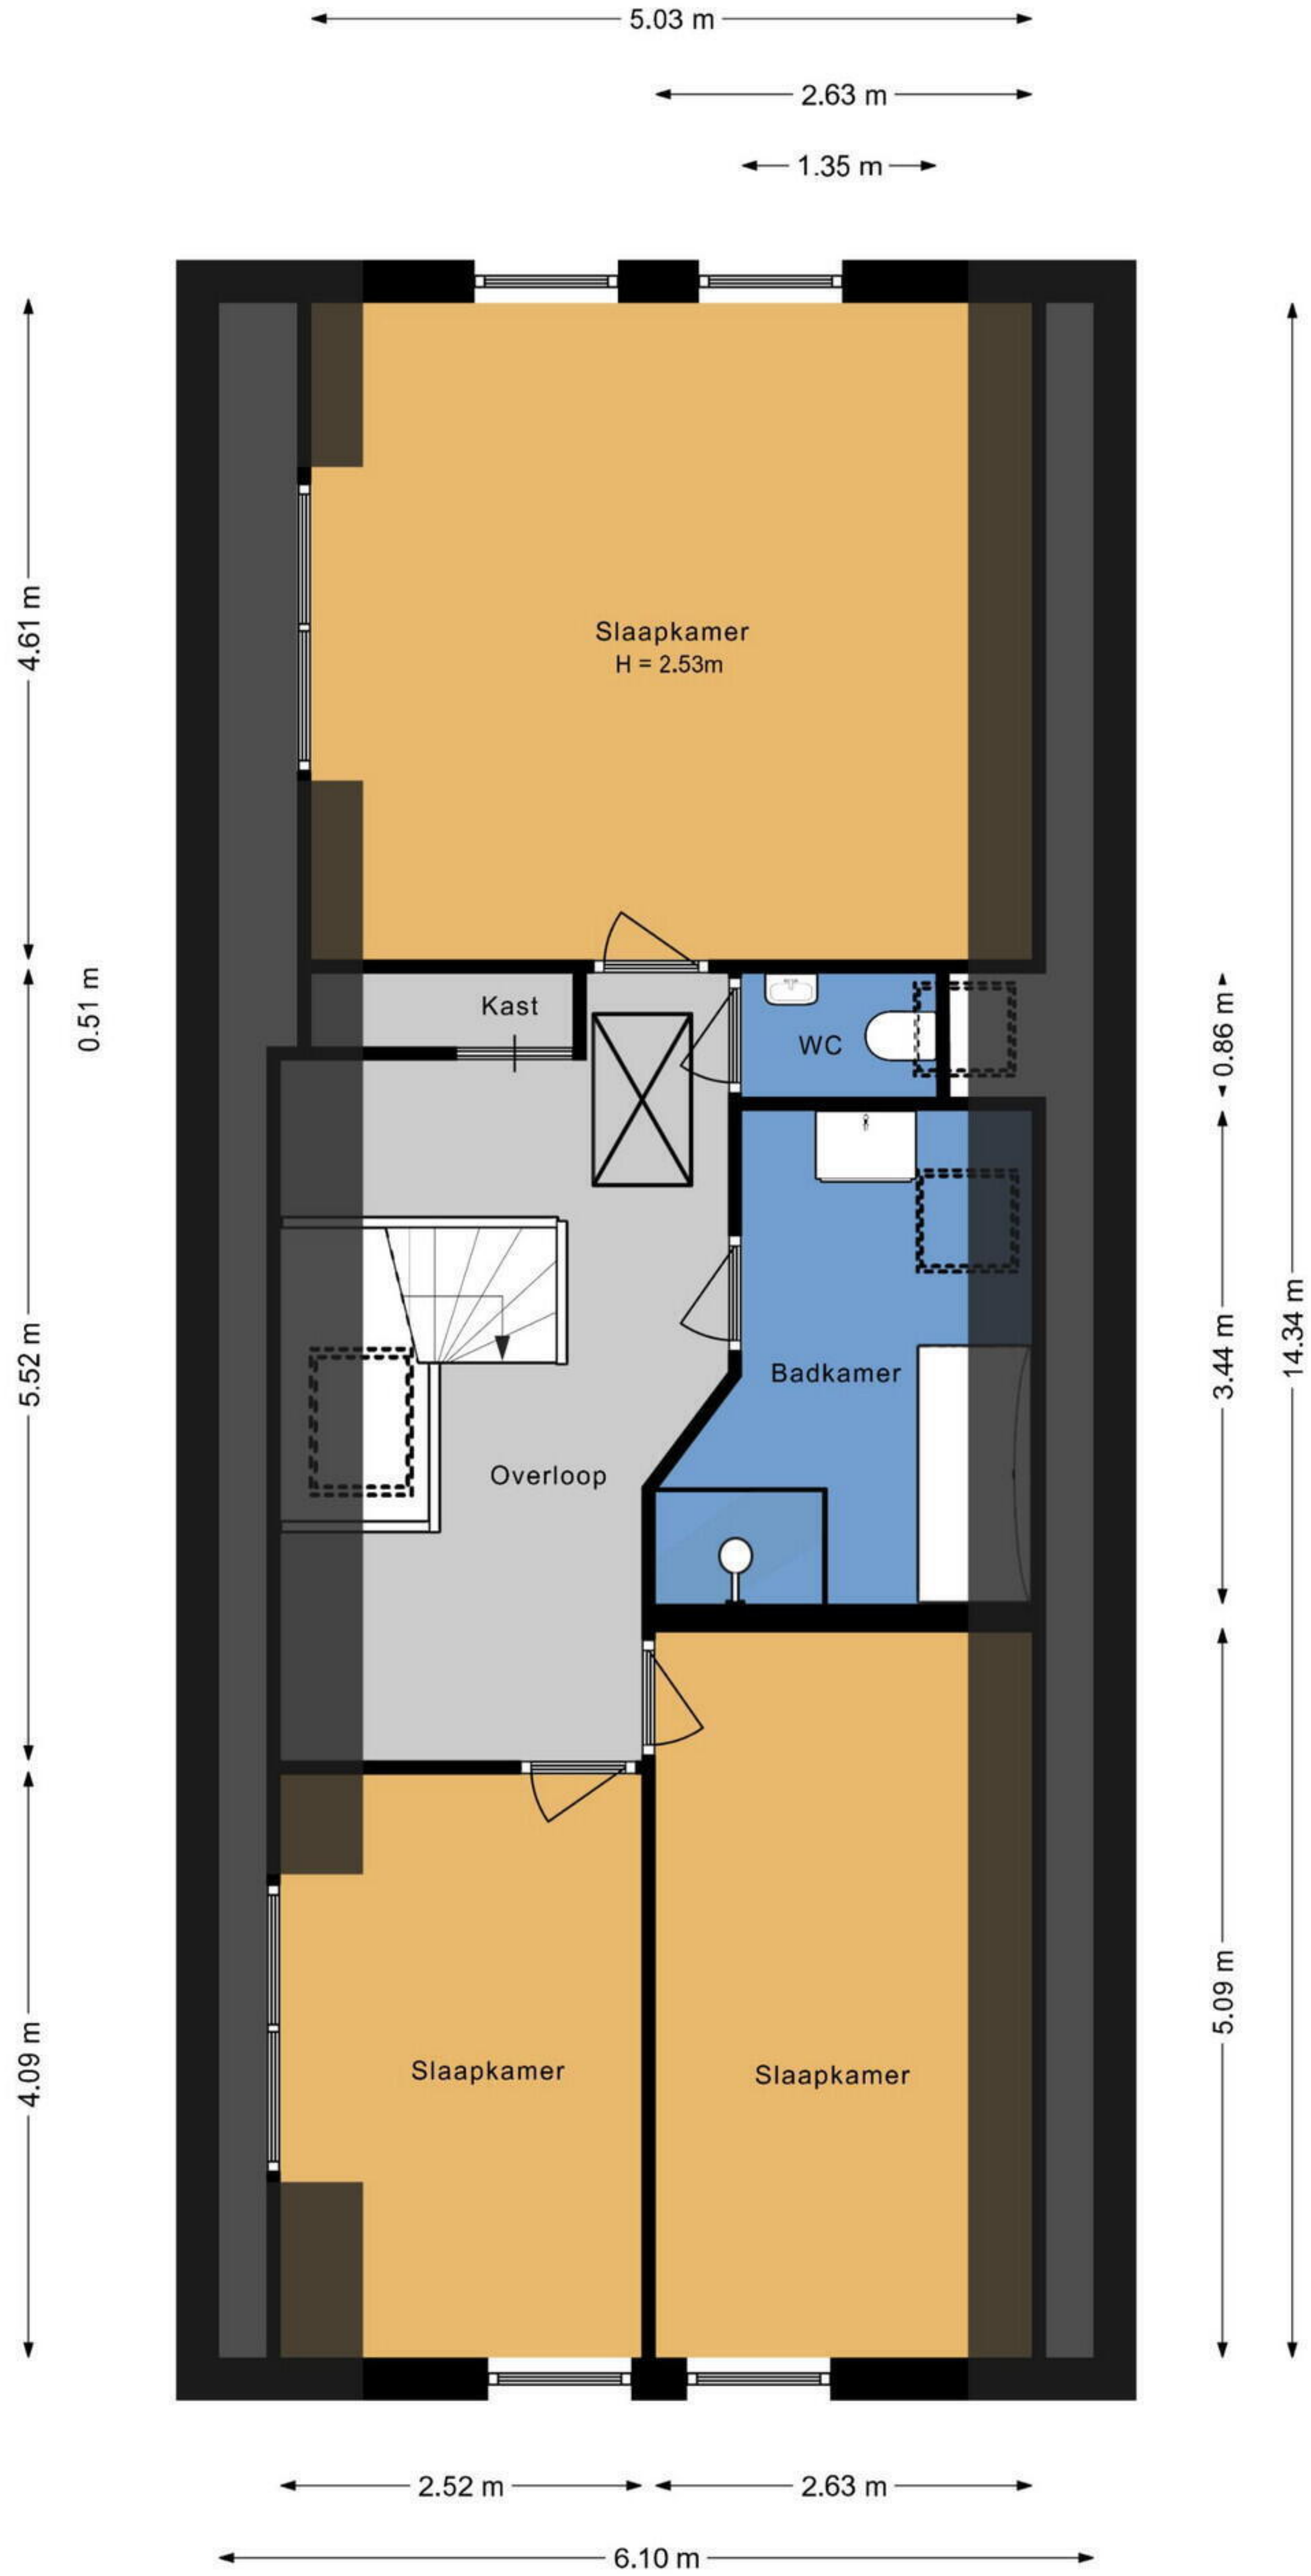 5.03 m
2.63 m
1.35 m
4.61 m
Slaapkamer
H = 2.53m
0.51 m
Kast
WC
0.86 m
5.52 m
Badkamer
3.44 m
14.34 m
Overloop
4.09 m
Slaapkamer
Slaapkamer
5.09 m
2.52 m
2.63 m
6.10 m